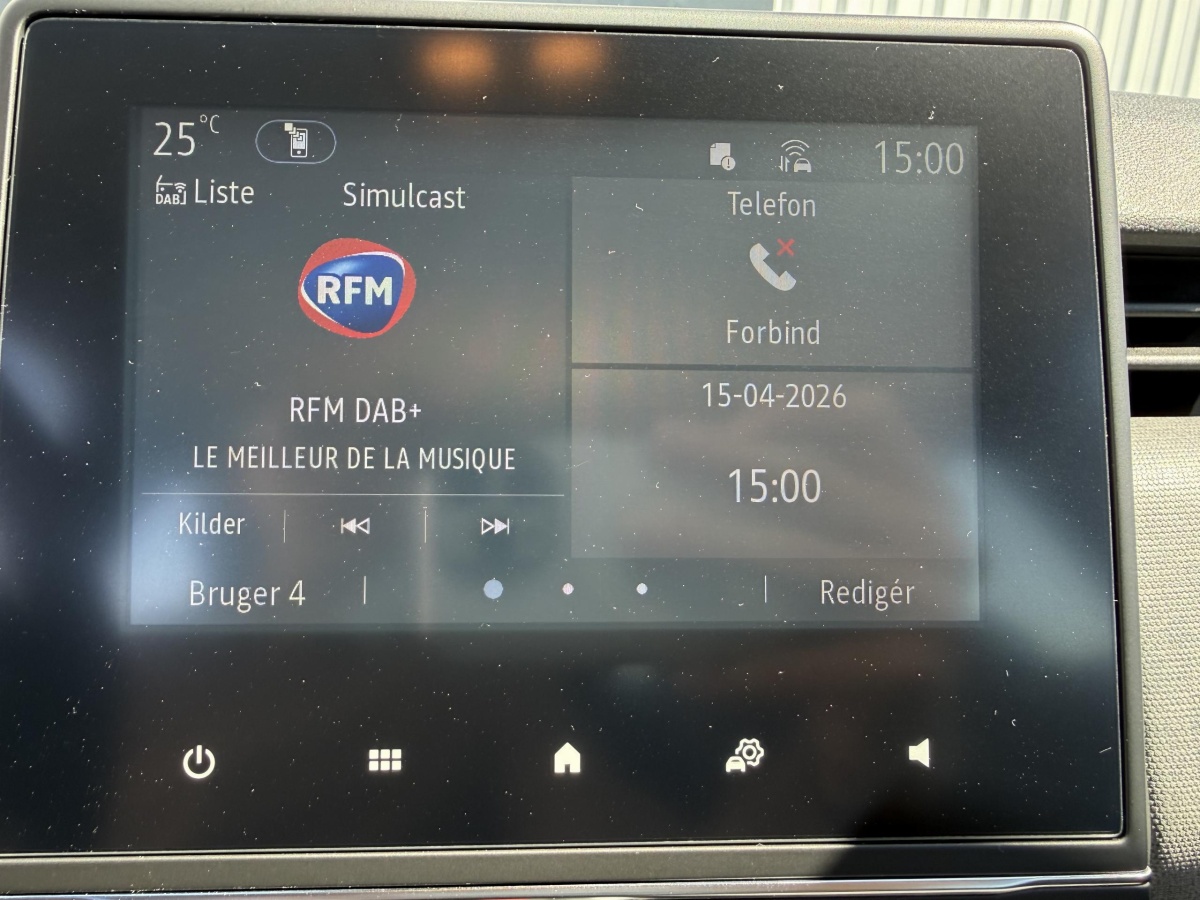 25°C
15:00
DAB Liste
Simulcast
RFM
RFM DAB+
LE MEILLEUR DE LA MUSIQUE
Kilder
Telefon
Forbind
15-04-2026
15:00
Bruger 4
Redigér